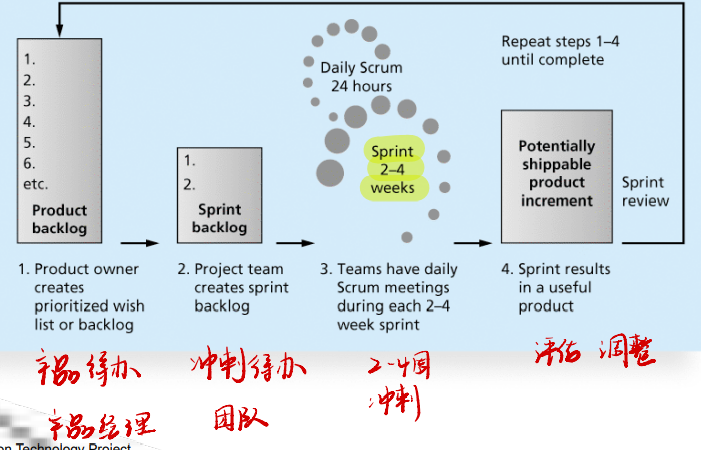 1.
2.
3.
4.
5.
6.
etc.
Product
backlog
1.
2.
Sprint
backlog
Daily Scrum
24 hours
Sprint
2–4
weeks
Repeat steps 1–4
until complete
Potentially
shippable
product
increment
Sprint
review
1. Product owner
creates
prioritized wish
list or backlog
2. Project team
creates sprint
backlog
3. Teams have daily
Scrum meetings
during each 2–4
week sprint
4. Sprint results
in a useful
product
产品待办
产品经理
冲刺待办
团队
2-4周
冲刺
评估 调整
on Technology Project